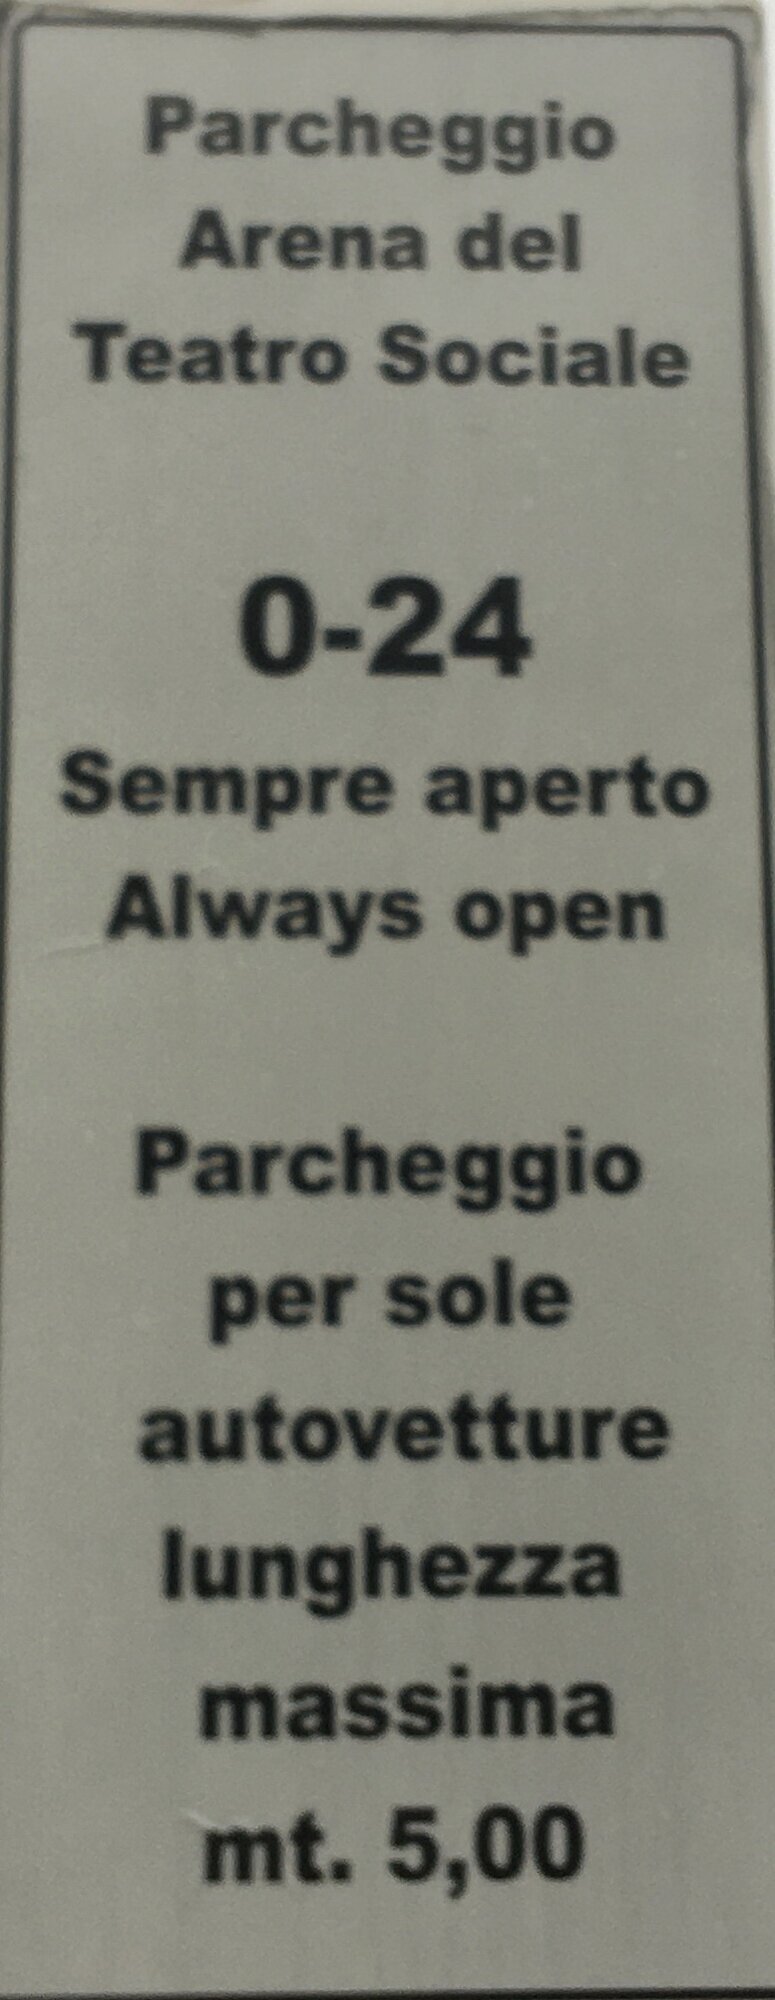 Parcheggio
Arena del
Teatro Sociale
0-24
Sempre aperto
Always open
Parcheggio
per sole
autovetture
lunghezza
massima
mt. 5,00